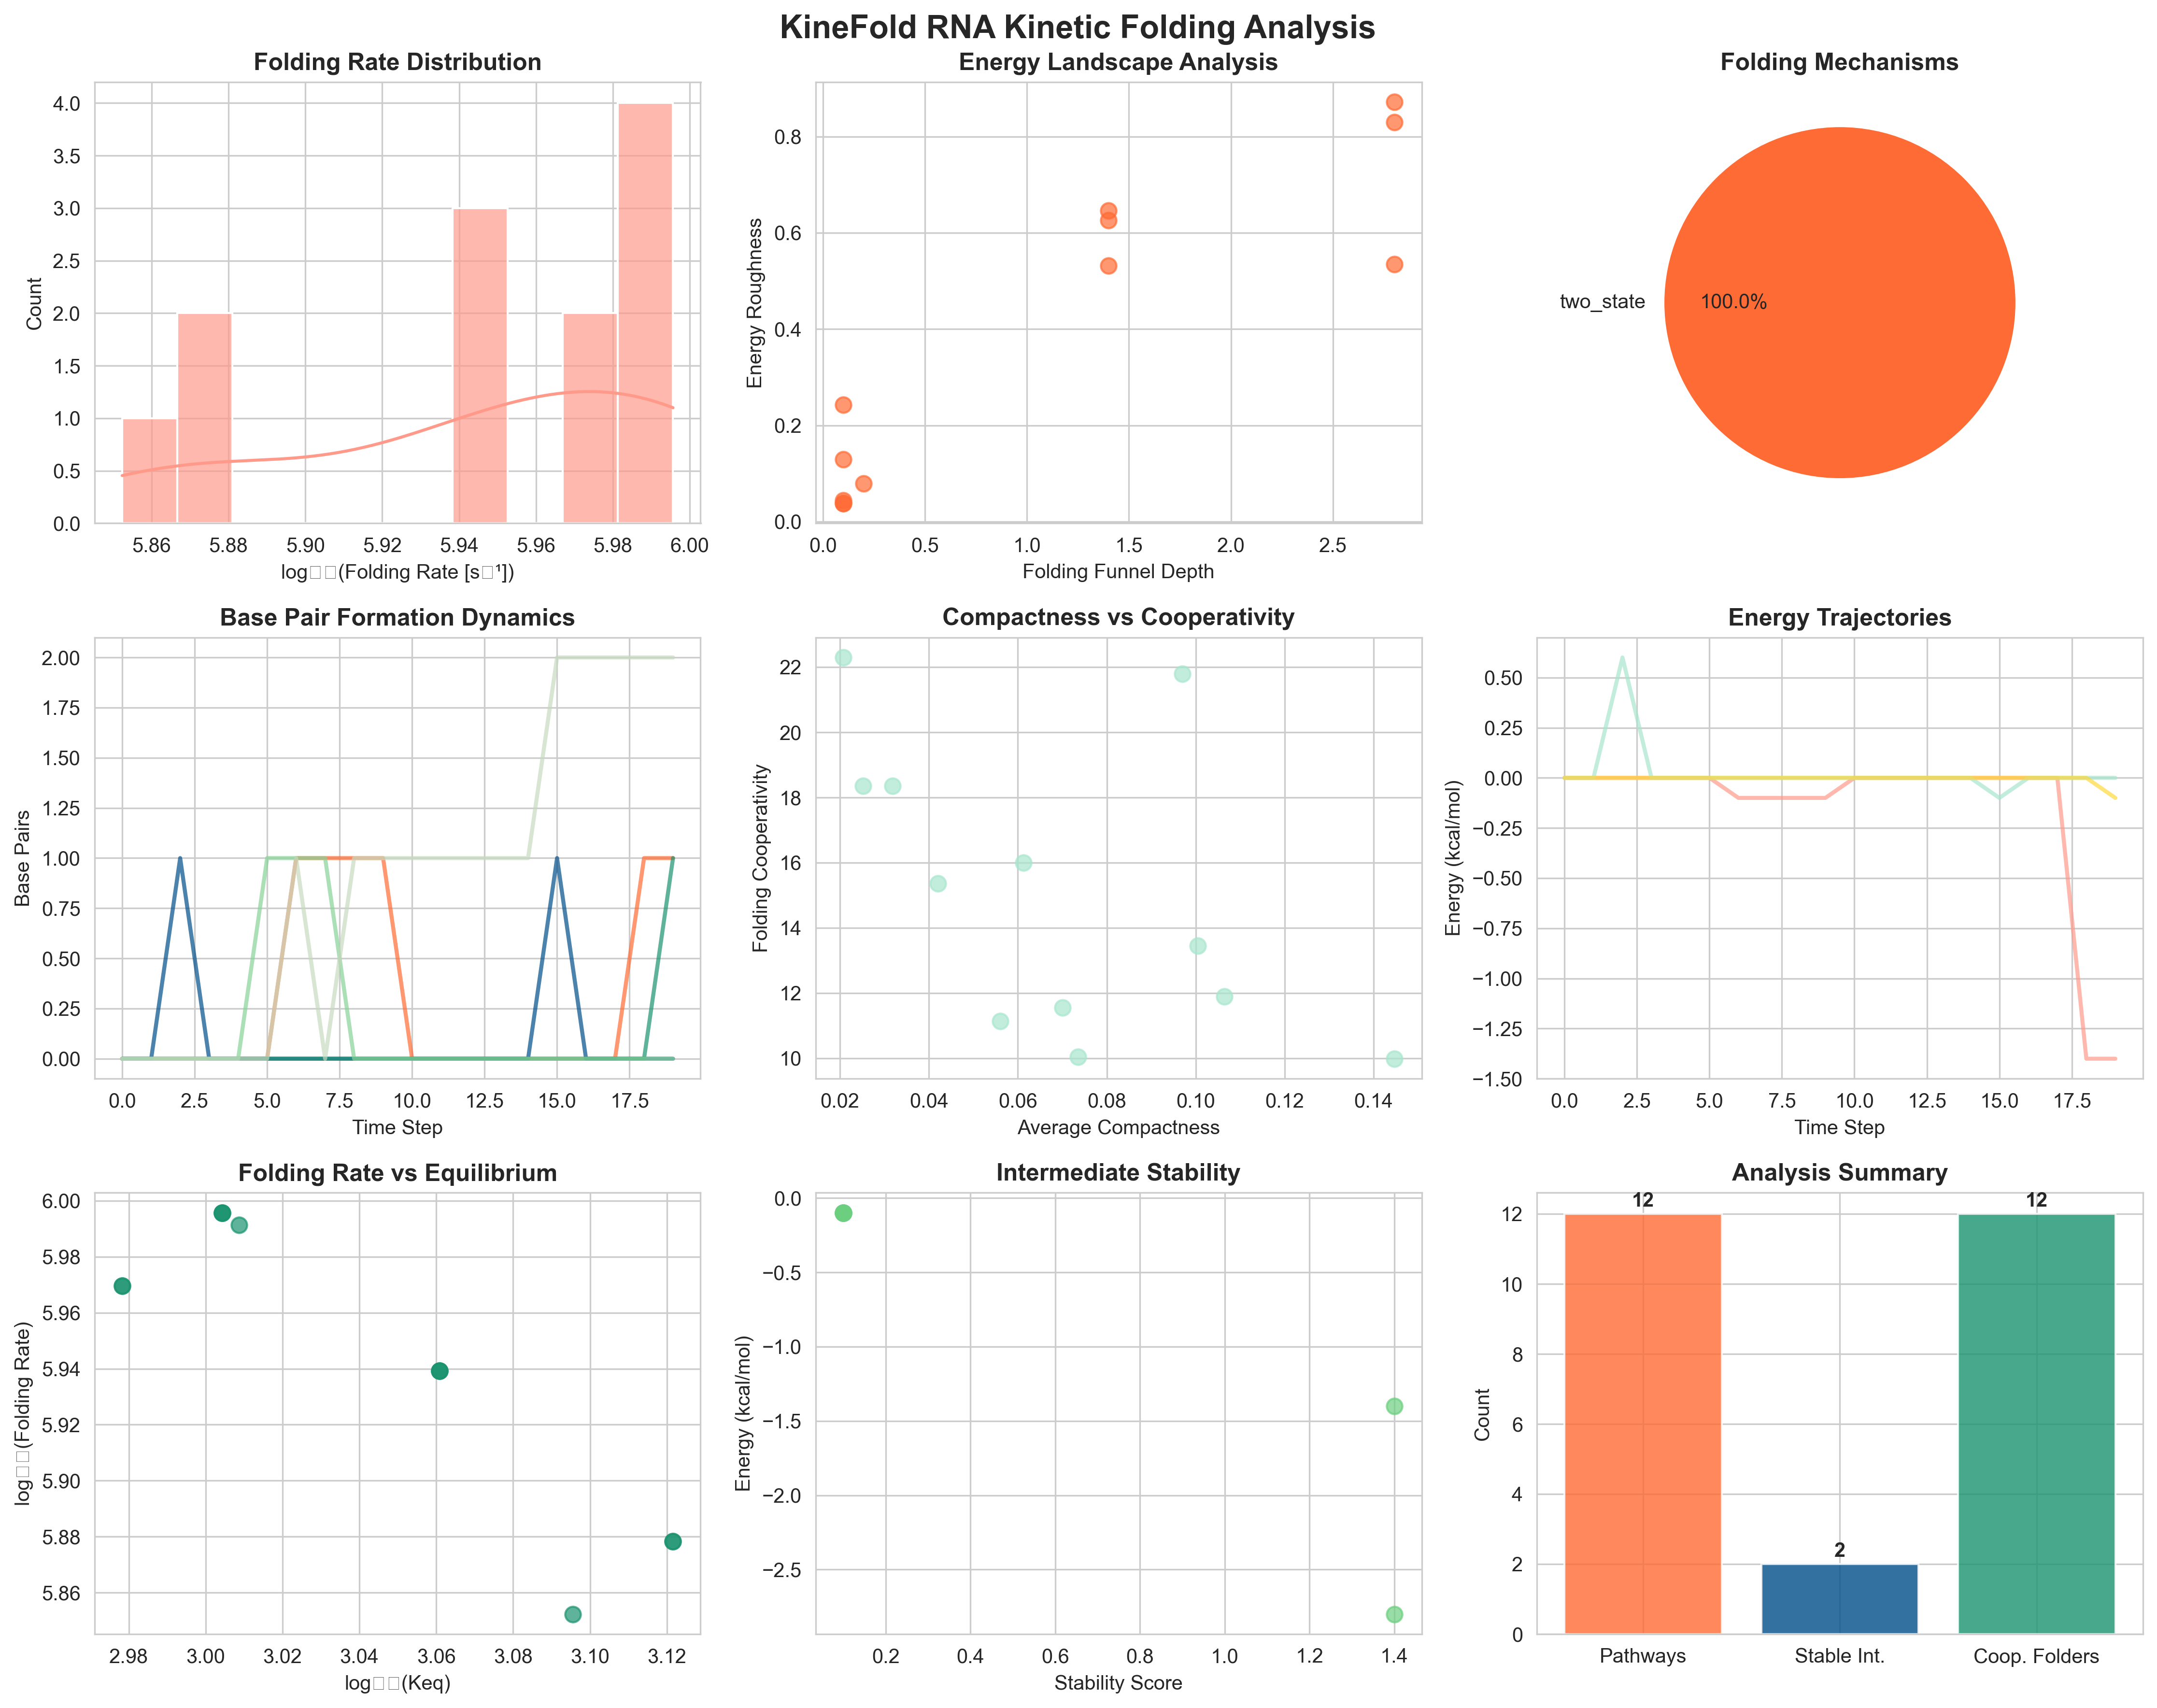 KineFold RNA Kinetic Folding Analysis
Folding Rate Distribution
Count
4.0
3.5
3.0
2.5
2.0
1.5
1.0
0.5
0.0
5.86 5.88 5.90 5.92 5.94 5.96 5.98 6.00
log□□(Folding Rate [s□¹])
Energy Landscape Analysis
Energy Roughness
0.8
0.6
0.4
0.2
0.0
0.0 0.5 1.0 1.5 2.0 2.5
Folding Funnel Depth
Folding Mechanisms
two_state
100.0%
Base Pair Formation Dynamics
Base Pairs
2.00
1.75
1.50
1.25
1.00
0.75
0.50
0.25
0.00
0.0 2.5 5.0 7.5 10.0 12.5 15.0 17.5
Time Step
Compactness vs Cooperativity
Folding Cooperativity
22
20
18
16
14
12
10
0.02 0.04 0.06 0.08 0.10 0.12 0.14
Average Compactness
Energy Trajectories
Energy (kcal/mol)
0.50
0.25
0.00
−0.25
−0.50
−0.75
−1.00
−1.25
−1.50
0.0 2.5 5.0 7.5 10.0 12.5 15.0 17.5
Time Step
Folding Rate vs Equilibrium
log□□(Folding Rate)
6.00
5.98
5.96
5.94
5.92
5.90
5.88
5.86
2.98 3.00 3.02 3.04 3.06 3.08 3.10 3.12
log□□(Keq)
Intermediate Stability
Energy (kcal/mol)
0.0
−0.5
−1.0
−1.5
−2.0
−2.5
0.2 0.4 0.6 0.8 1.0 1.2 1.4
Stability Score
Analysis Summary
Count
12
10
8
6
4
2
0
12
2
12
Pathways Stable Int. Coop. Folders